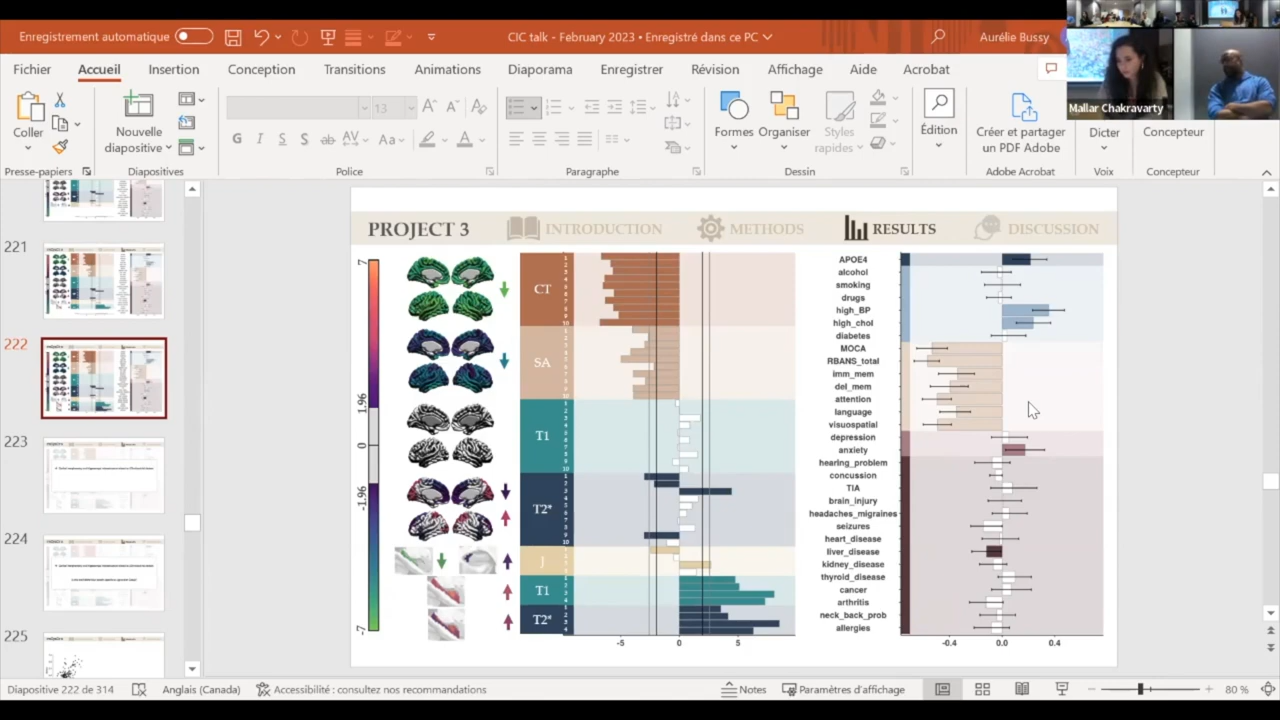 Enregistrement automatique
CIC talk - February 2023 • Enregistré dans ce PC
Aurélie Bussy
Fichier Accueil Insertion Conception Transitions Animations Diaporama Enregistrer Révision Affichage Aide Acrobat
Mallar Chakravarty
Coller
Nouvelle diapositive
13
G I S S ab AV Aa
Formes Organiser Styles rapides
Édition
Créer et partager un PDF Adobe
Dicter
Concepteur
Presse-papiers Diapositives Police Paragraphe Dessin Adobe Acrobat Voix Concepteur
221
222
223
224
225
PROJECT 3 INTRODUCTION METHODS RESULTS DISCUSSION
7
1.96
0
-1.96
-7
CT
SA
T1
T2*
J
T1
T2*
-5 0 5
APOE4
alcohol
smoking
drugs
high_BP
high_chol
diabetes
MOCA
RBANS_total
imm_mem
del_mem
attention
language
visuospatial
depression
anxiety
hearing_problem
concussion
TIA
brain_injury
headaches_migraines
seizures
heart_disease
liver_disease
kidney_disease
thyroid_disease
cancer
arthritis
neck_back_prob
allergies
-0.4 0.0 0.4
Diapositive 222 de 314 Anglais (Canada) Accessibilité : consultez nos recommandations Notes Paramètres d'affichage 80 %